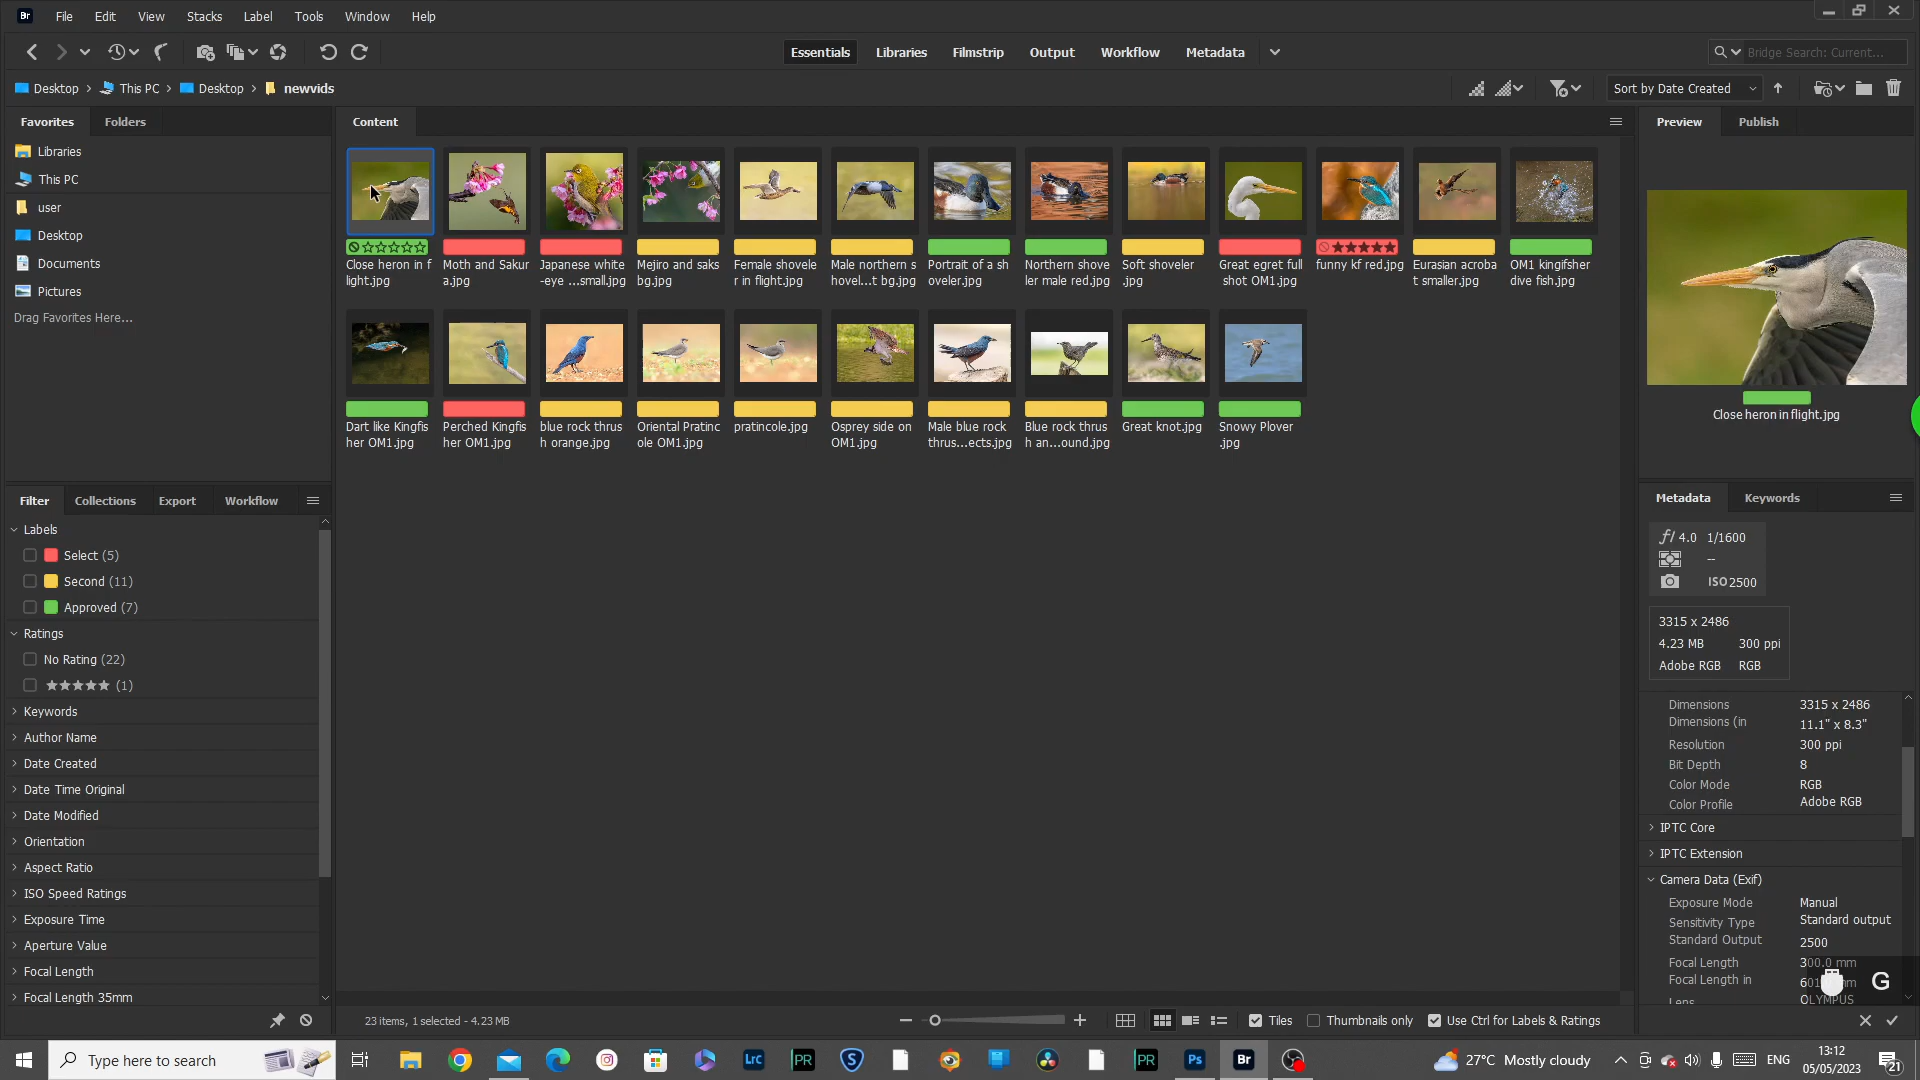 Br File Edit View Stacks Label Tools Window Help
Essentials Libraries Filmstrip Output Workflow Metadata
Bridge Search: Current...
Desktop This PC Desktop newvids
Sort by Date Created
Favorites Folders
Libraries
This PC
user
Desktop
Documents
Pictures
Drag Favorites Here...
Content
Close heron in f
light.jpg
Moth and Sakur
a.jpg
Japanese white
-eye ...small.jpg
Mejiro and saks
bg.jpg
Female shovele
r in flight.jpg
Male northern s
hovel...t bg.jpg
Portrait of a sh
oveler.jpg
Northern shove
ler male red.jpg
Soft shoveler
.jpg
Great egret full
shot OM1.jpg
funny kf red.jpg
Eurasian acroba
t smaller.jpg
OM1 kingifsher
dive fish.jpg
Dart like Kingfis
her OM1.jpg
Perched Kingfis
her OM1.jpg
blue rock thrus
h orange.jpg
Oriental Pratinc
ole OM1.jpg
pratincole.jpg
Osprey side on
OM1.jpg
Male blue rock
thrus...ects.jpg
Blue rock thrus
h an...ound.jpg
Great knot.jpg
Snowy Plover
.jpg
Filter Collections Export Workflow
Labels
Select (5)
Second (11)
Approved (7)
Ratings
No Rating (22)
★★★★★ (1)
Keywords
Author Name
Date Created
Date Time Original
Date Modified
Orientation
Aspect Ratio
ISO Speed Ratings
Exposure Time
Aperture Value
Focal Length
Focal Length 35mm
23 items, 1 selected - 4.23 MB
Tiles Thumbnails only Use Ctrl for Labels & Ratings
Preview Publish
Close heron in flight.jpg
Metadata Keywords
f/ 4.0 1/1600
--
ISO 2500
3315 x 2486
4.23 MB 300 ppi
Adobe RGB RGB
Dimensions 3315 x 2486
Dimensions (in 11.1" x 8.3"
Resolution 300 ppi
Bit Depth 8
Color Mode RGB
Color Profile Adobe RGB
IPTC Core
IPTC Extension
Camera Data (Exif)
Exposure Mode Manual
Sensitivity Type Standard output
Standard Output 2500
Focal Length 300.0 mm
Focal Length in
Lens OLYMPUS
G
Type here to search
Lrc PR S PR Ps Br
27°C Mostly cloudy
ENG
13:12
05/05/2023
21